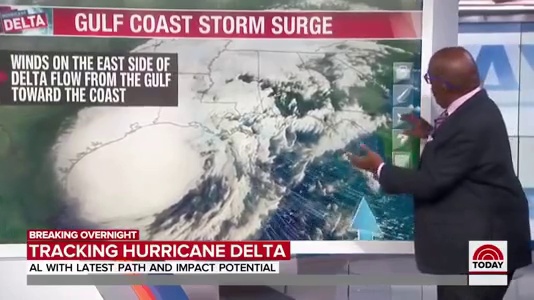 HURRICANE
DELTA
GULF COAST STORM SURGE
WINDS ON THE EAST SIDE OF
DELTA FLOW FROM THE GULF
TOWARD THE COAST
BREAKING OVERNIGHT
TRACKING HURRICANE DELTA
AL WITH LATEST PATH AND IMPACT POTENTIAL
TODAY